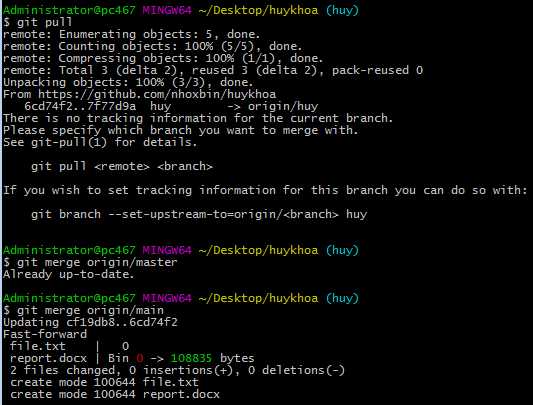 Administrator@pc467 MINGW64 ~/Desktop/huykhoa (huy)
$ git pull
remote: Enumerating objects: 5, done.
remote: Counting objects: 100% (5/5), done.
remote: Compressing objects: 100% (1/1), done.
remote: Total 3 (delta 2), reused 3 (delta 2), pack-reused 0
Unpacking objects: 100% (3/3), done.
From https://github.com/nhoxbin/huykhoa
   6cd74f2..7f77d9a  huy        -> origin/huy
There is no tracking information for the current branch.
Please specify which branch you want to merge with.
See git-pull(1) for details.

    git pull <remote> <branch>

If you wish to set tracking information for this branch you can do so with:

    git branch --set-upstream-to=origin/<branch> huy


Administrator@pc467 MINGW64 ~/Desktop/huykhoa (huy)
$ git merge origin/master
Already up-to-date.

Administrator@pc467 MINGW64 ~/Desktop/huykhoa (huy)
$ git merge origin/main
Updating cf19db8..6cd74f2
Fast-forward
 file.txt    |   0
 report.docx | Bin 0 -> 108835 bytes
 2 files changed, 0 insertions(+), 0 deletions(-)
 create mode 100644 file.txt
 create mode 100644 report.docx